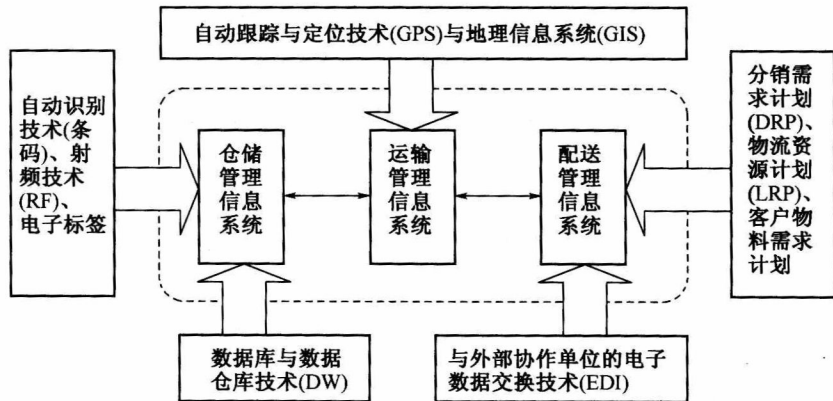 自动跟踪与定位技术(GPS)与地理信息系统(GIS)
自动识别
技术(条
码)、射
频技术
(RF)、
电子标签
仓储
管理
信息
系统
运输
管理
信息
系统
配送
管理
信息
系统
分销需
求计划
(DRP)、
物流资
源计划
(LRP)、
客户物
料需求
计划
数据库与数据
仓库技术(DW)
与外部协作单位的电子
数据交换技术(EDI)